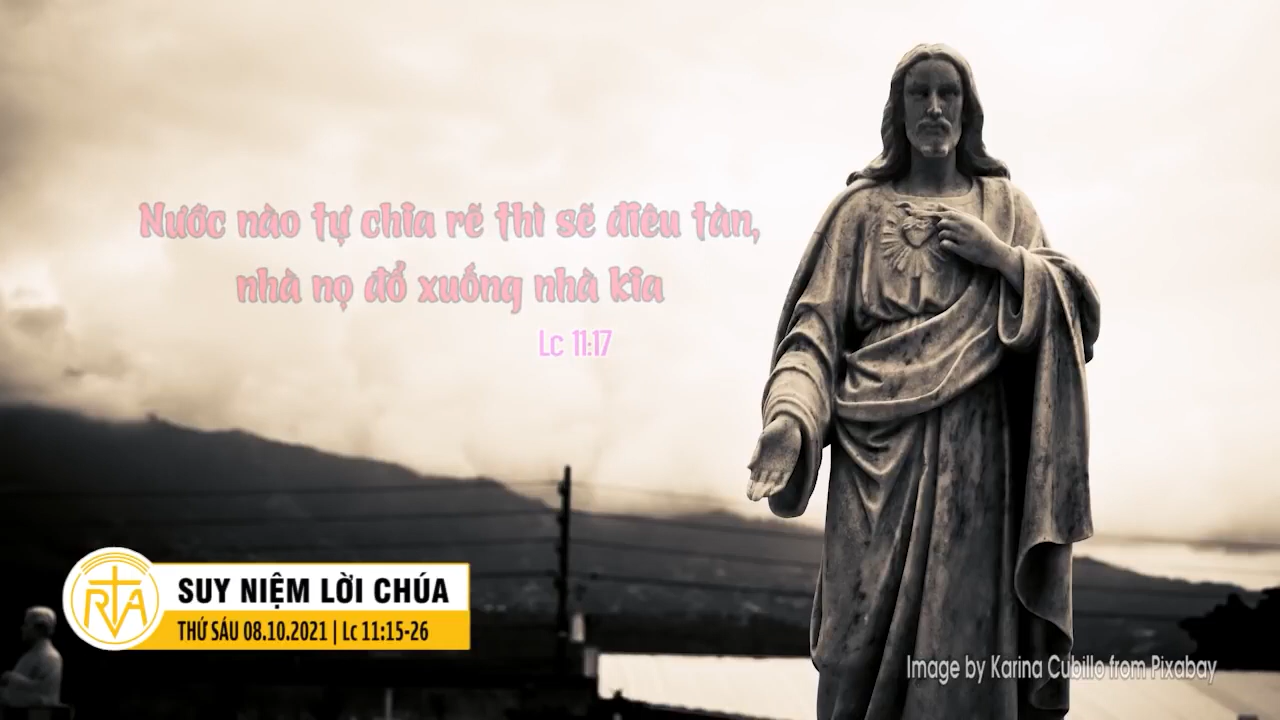 Nước nào tự chia rẽ thì sẽ điêu tàn,
nhà nọ đổ xuống nhà kia
Lc 11:17
RTA
SUY NIỆM LỜI CHÚA
THỨ SÁU 08.10.2021 | Lc 11:15-26
Image by Karina Cubillo from Pixabay